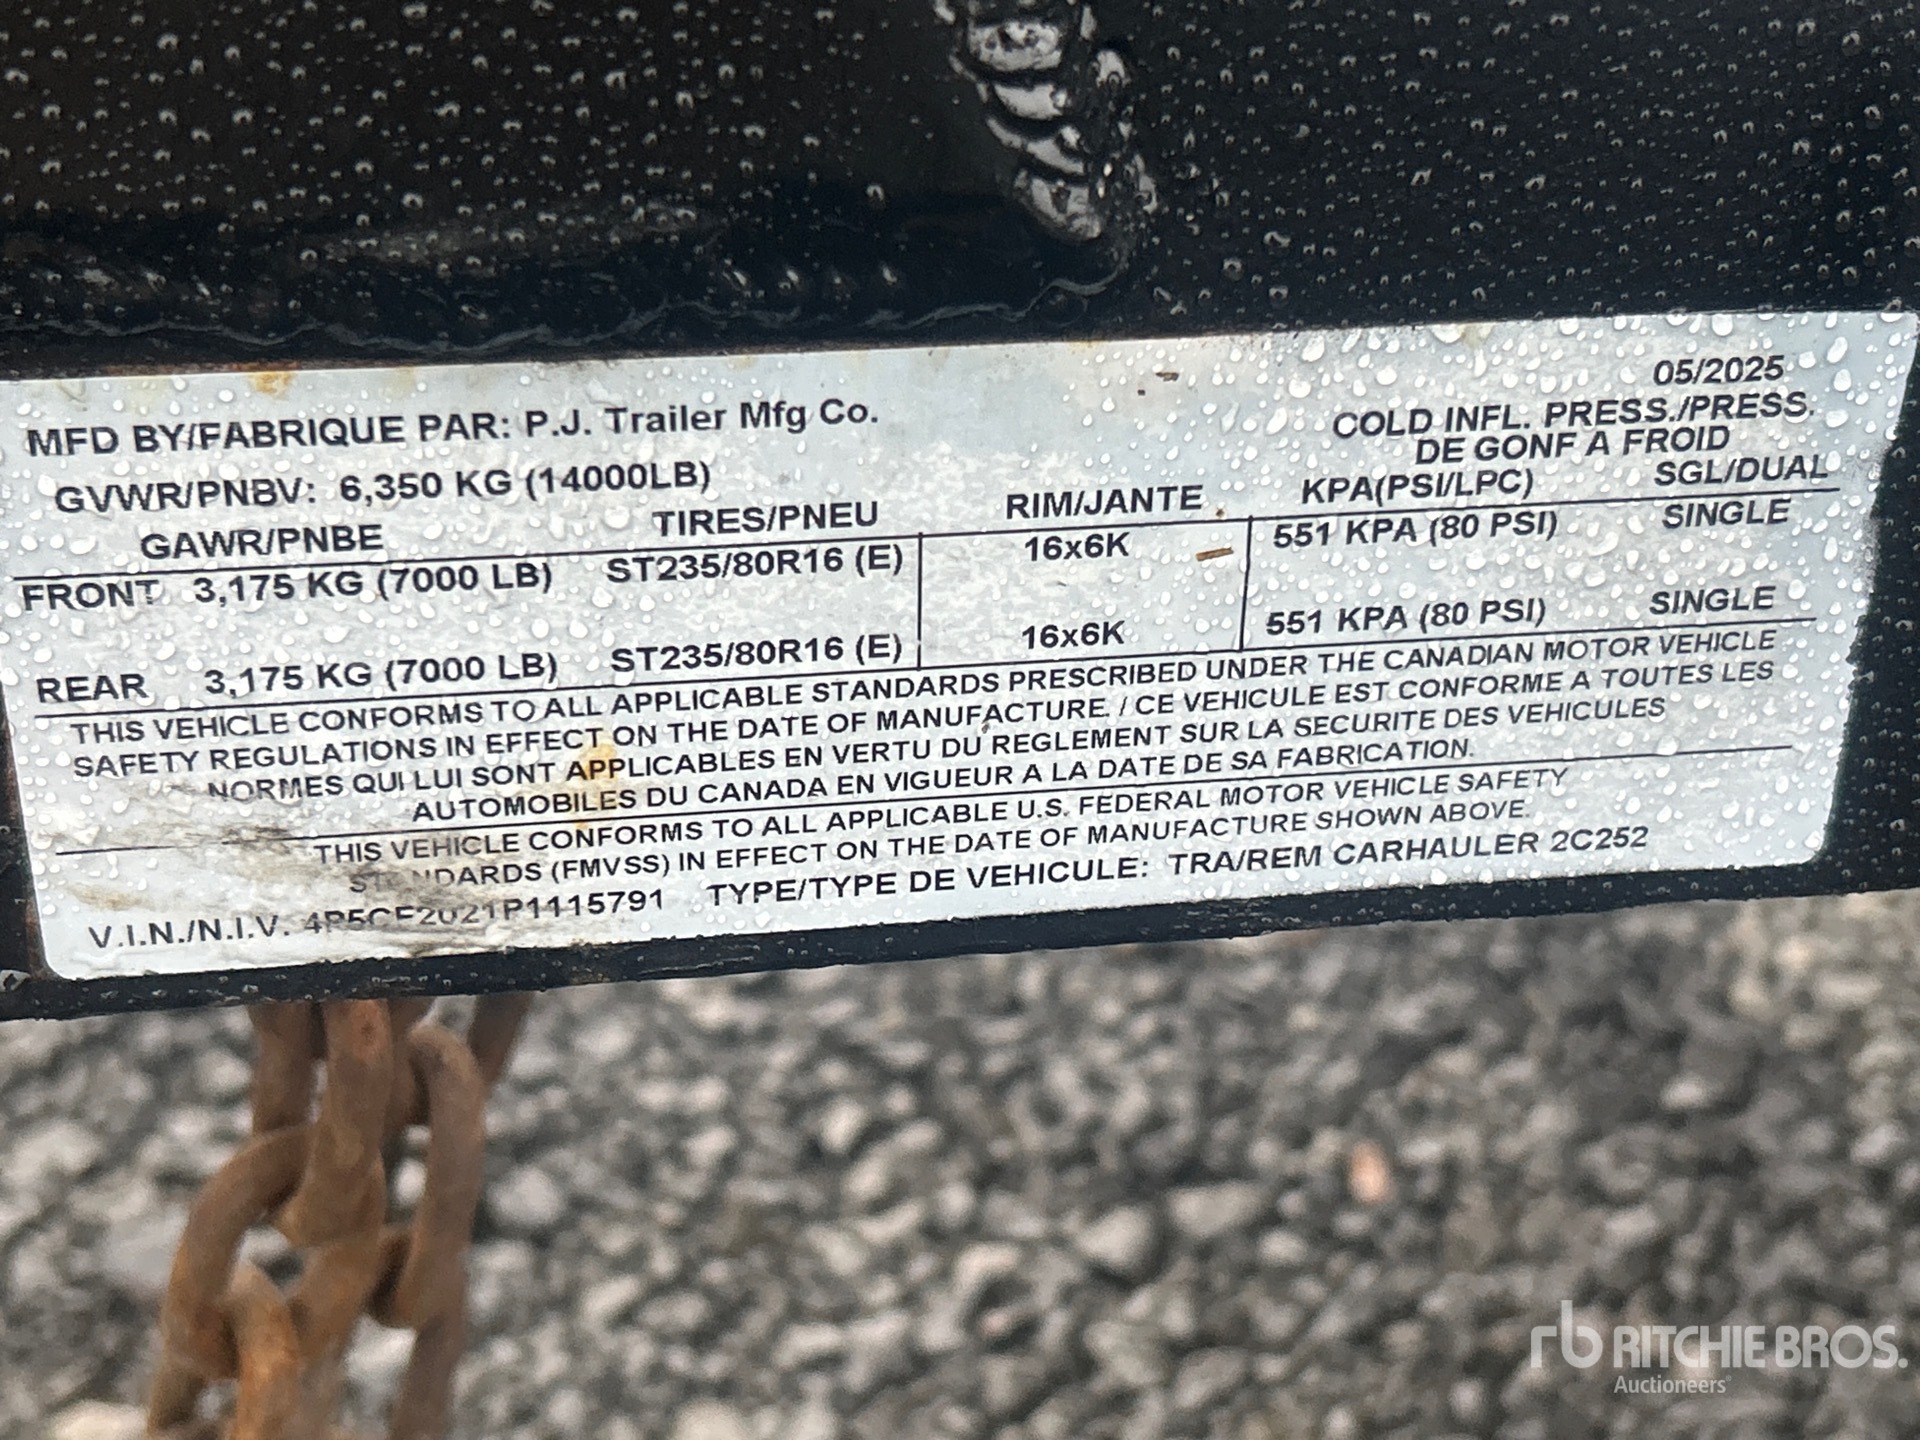 05/2025
MFD BY/FABRIQUE PAR: P.J. Trailer Mfg Co.
COLD INFL. PRESS./PRESS.
DE GONF A FROID
GVWR/PNBV: 6,350 KG (14000LB)
GAWR/PNBE TIRES/PNEU RIM/JANTE KPA(PSI/LPC) SGL/DUAL
FRONT 3,175 KG (7000 LB) ST235/80R16 (E) 16x6K 551 KPA (80 PSI) SINGLE
REAR 3,175 KG (7000 LB) ST235/80R16 (E) 16x6K 551 KPA (80 PSI) SINGLE
THIS VEHICLE CONFORMS TO ALL APPLICABLE STANDARDS PRESCRIBED UNDER THE CANADIAN MOTOR VEHICLE
SAFETY REGULATIONS IN EFFECT ON THE DATE OF MANUFACTURE. / CE VEHICULE EST CONFORME A TOUTES LES
NORMES QUI LUI SONT APPLICABLES EN VERTU DU REGLEMENT SUR LA SECURITE DES VEHICULES
AUTOMOBILES DU CANADA EN VIGUEUR A LA DATE DE SA FABRICATION.
THIS VEHICLE CONFORMS TO ALL APPLICABLE U.S. FEDERAL MOTOR VEHICLE SAFETY
STANDARDS (FMVSS) IN EFFECT ON THE DATE OF MANUFACTURE SHOWN ABOVE.
V.I.N./N.I.V. 4P5CF2021P1115791 TYPE/TYPE DE VEHICULE: TRA/REM CARHAULER 2C252
rb RITCHIE BROS.
Auctioneers